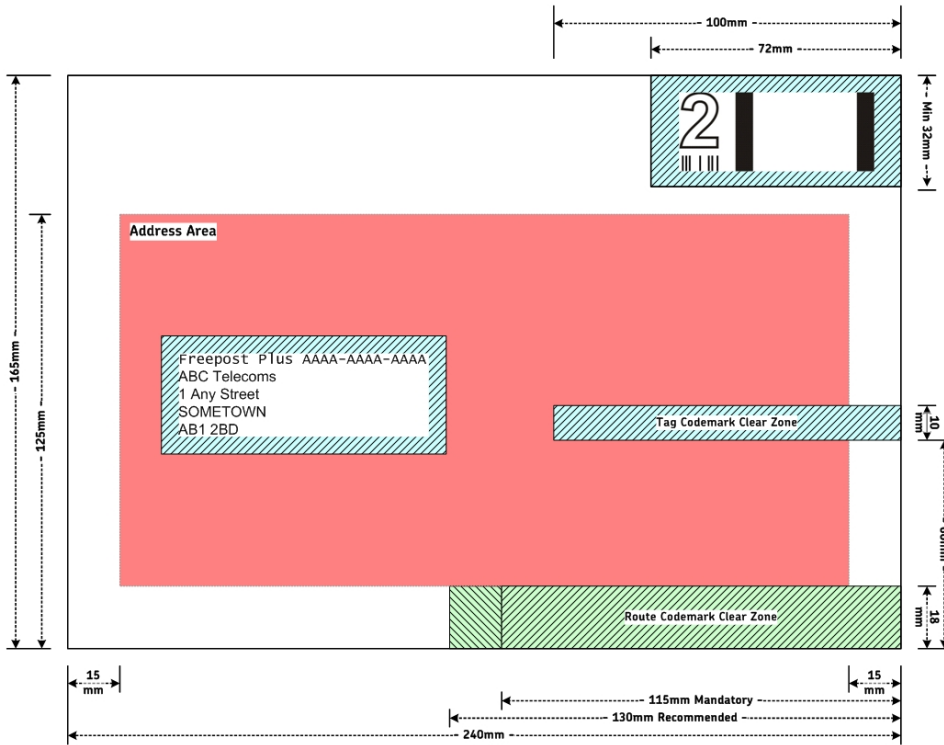 100mm
72mm
2
Min 32mm
165mm
125mm
Address Area
Freepost Plus AAAA-AAAA-AAAA
ABC Telecoms
1 Any Street
SOMETOWN
AB1 2BD
Tag Codemark Clear Zone
10
mm
Route Codemark Clear Zone
18
mm
15
mm
15
mm
115mm Mandatory
130mm Recommended
240mm